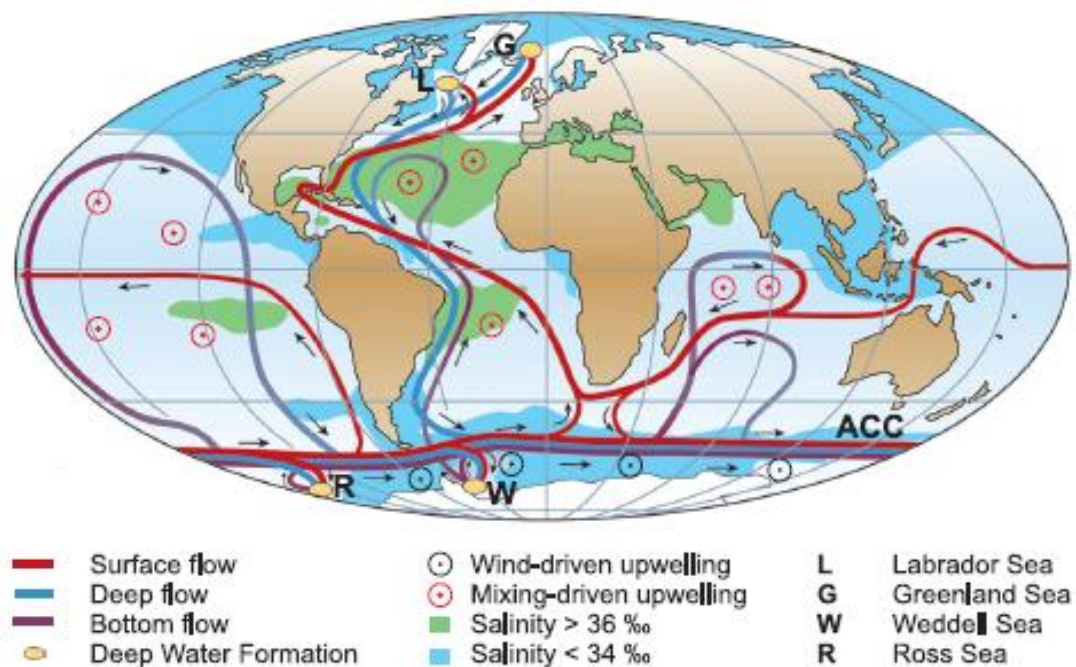 G
L
ACC
R
W
Surface flow
Deep flow
Bottom flow
Deep Water Formation
Wind-driven upwelling
Mixing-driven upwelling
Salinity > 36 ‰
Salinity < 34 ‰
L Labrador Sea
G Greenland Sea
W Weddell Sea
R Ross Sea